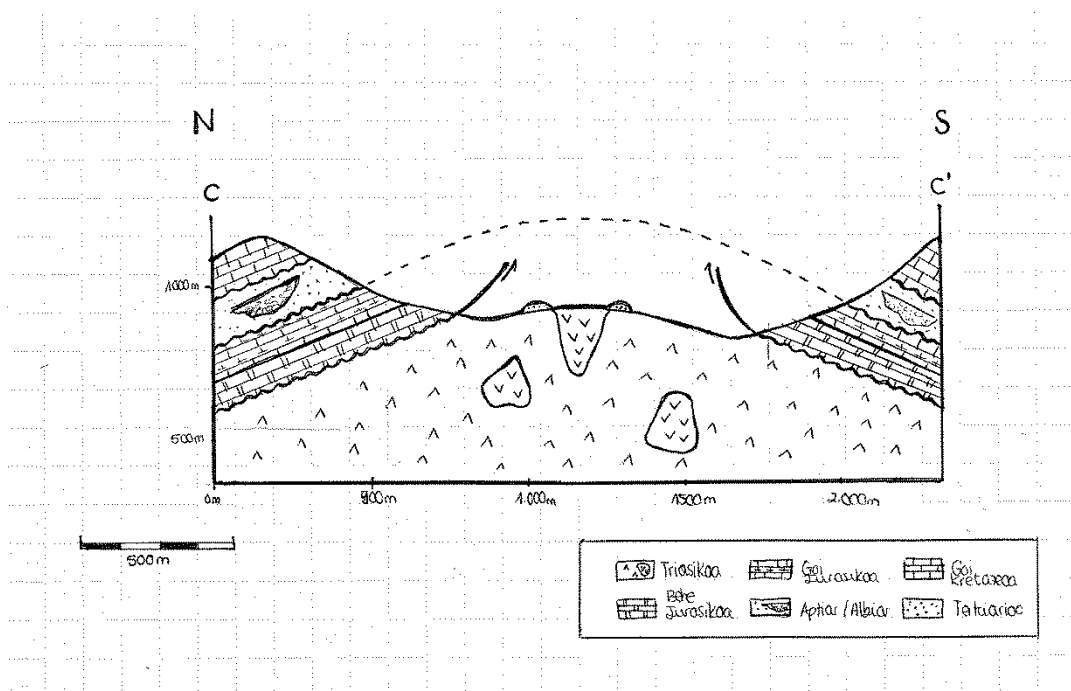 N S
C C'
1000m
500m
0m 500m 1.000m 1500m 2.000m
500m
Triasikoa Goi Goi
Jurasikoa Kretazeoa
Behe
Jurasikoa Aptiar / Albiar